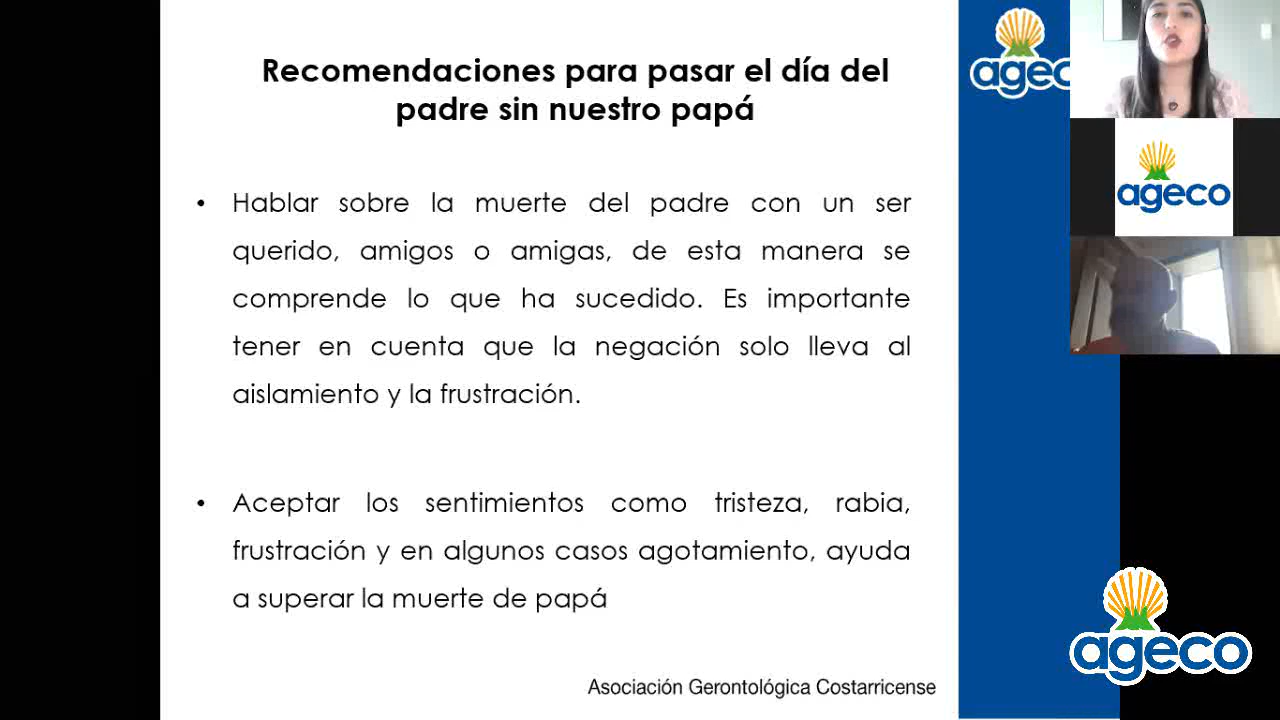 Recomendaciones para pasar el día del
padre sin nuestro papá
• Hablar sobre la muerte del padre con un ser
querido, amigos o amigas, de esta manera se
comprende lo que ha sucedido. Es importante
tener en cuenta que la negación solo lleva al
aislamiento y la frustración.
• Aceptar los sentimientos como tristeza, rabia,
frustración y en algunos casos agotamiento, ayuda
a superar la muerte de papá
Asociación Gerontológica Costarricense
agec
ageco
ageco